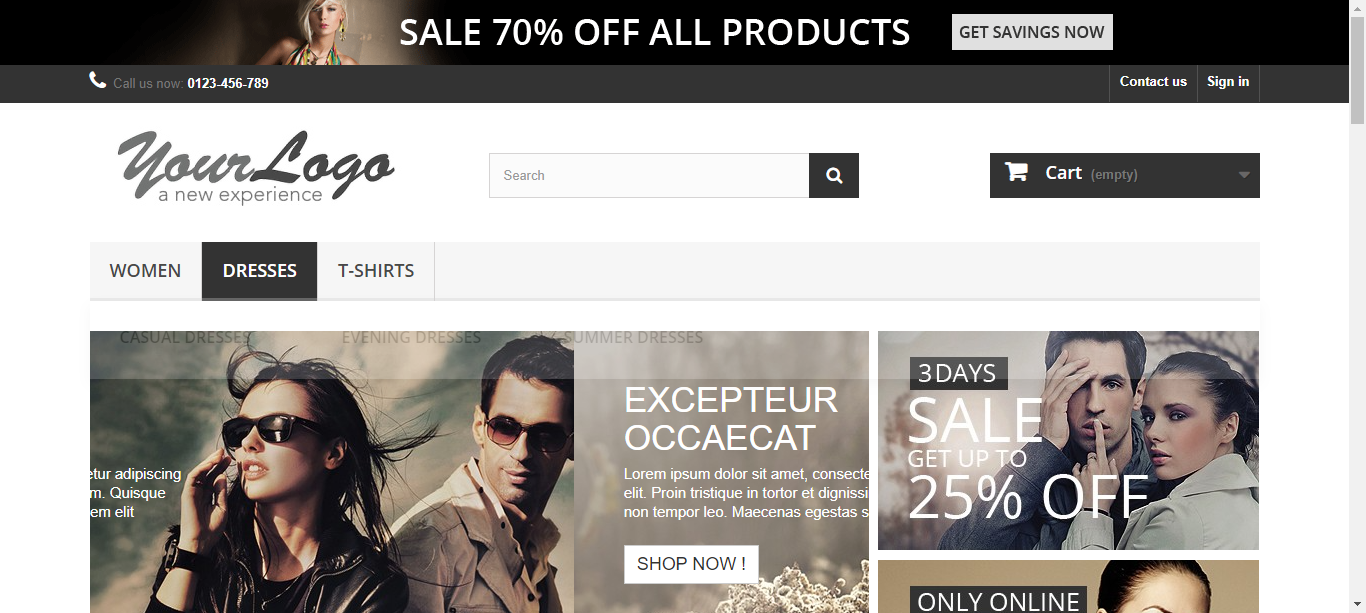 SALE 70% OFF ALL PRODUCTS GET SAVINGS NOW
Call us now: 0123-456-789 Contact us Sign in
YourLogo
a new experience
Search
Cart (empty)
WOMEN DRESSES T-SHIRTS
CASUAL DRESSES EVENING DRESSES SUMMER DRESSES
etur adipiscing
m. Quisque
em elit
EXCEPTEUR
OCCAECAT
Lorem ipsum dolor sit amet, consecte
elit. Proin tristique in tortor et dignissi
non tempor leo. Maecenas egestas s
SHOP NOW !
3 DAYS
SALE
GET UP TO
25% OFF
ONLY ONLINE